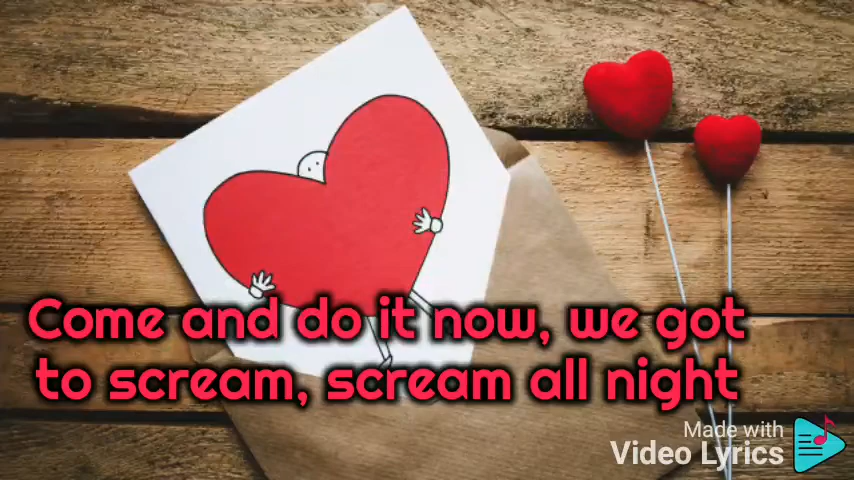 Come and do it now, we got
to scream, scream all night
Made with
Video Lyrics